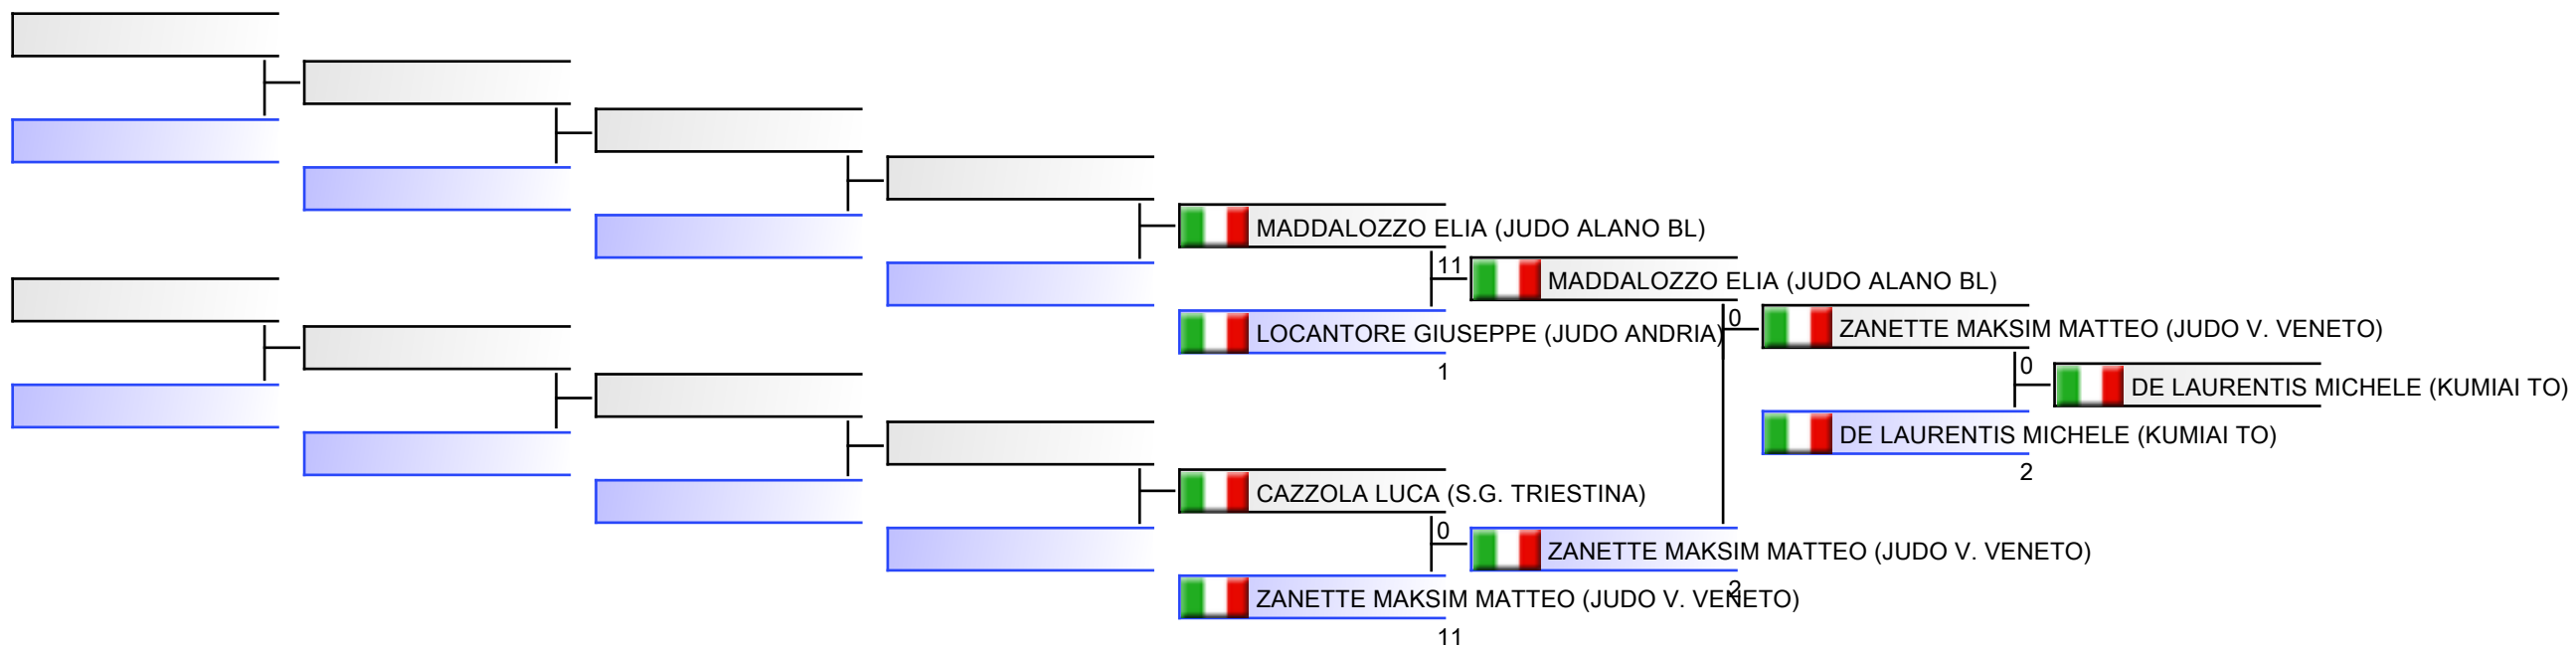 MADDALOZZO ELIA (JUDO ALANO BL)
11
MADDALOZZO ELIA (JUDO ALANO BL)
LOCANTORE GIUSEPPE (JUDO ANDRIA)
0
ZANETTE MAKSIM MATTEO (JUDO V. VENETO)
1
0
DE LAURENTIS MICHELE (KUMIAI TO)
DE LAURENTIS MICHELE (KUMIAI TO)
2
CAZZOLA LUCA (S.G. TRIESTINA)
0
ZANETTE MAKSIM MATTEO (JUDO V. VENETO)
2
ZANETTE MAKSIM MATTEO (JUDO V. VENETO)
11